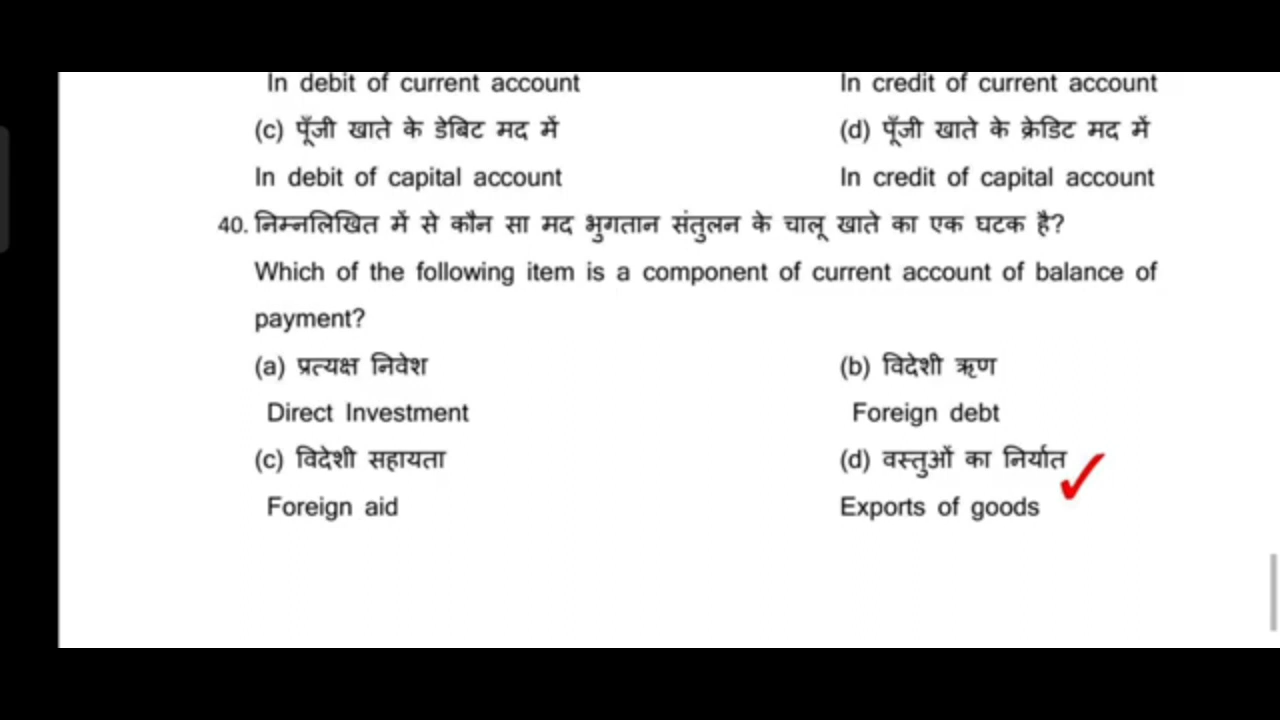 In debit of current account In credit of current account
(c) पूँजी खाते के डेबिट मद में (d) पूँजी खाते के क्रेडिट मद में
In debit of capital account In credit of capital account
40. निम्नलिखित में से कौन सा मद भुगतान संतुलन के चालू खाते का एक घटक है?
Which of the following item is a component of current account of balance of
payment?
(a) प्रत्यक्ष निवेश (b) विदेशी ऋण
Direct Investment Foreign debt
(c) विदेशी सहायता (d) वस्तुओं का निर्यात
Foreign aid Exports of goods